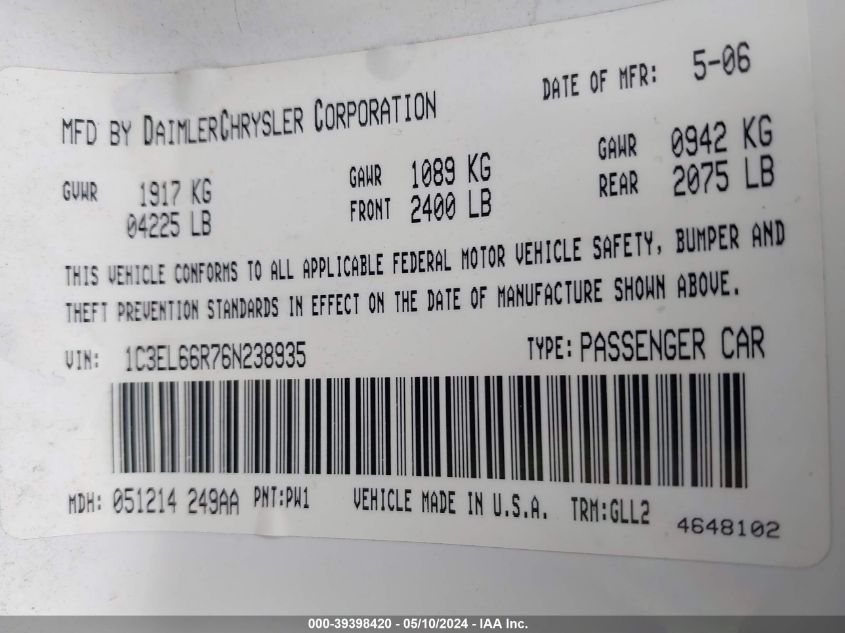 MFD BY DAIMLERCHRYSLER CORPORATION DATE OF MFR: 5-06
GVWR 1917 KG GAWR 1089 KG GAWR 0942 KG
04225 LB FRONT 2400 LB REAR 2075 LB
THIS VEHICLE CONFORMS TO ALL APPLICABLE FEDERAL MOTOR VEHICLE SAFETY, BUMPER AND
THEFT PREVENTION STANDARDS IN EFFECT ON THE DATE OF MANUFACTURE SHOWN ABOVE.
VIN: 1C3EL66R76N238935 TYPE: PASSENGER CAR
MDH: 051214 249AA PNT:PW1 VEHICLE MADE IN U.S.A. TRM:GLL2
4648102
000-39398420 - 05/10/2024 - IAA Inc.